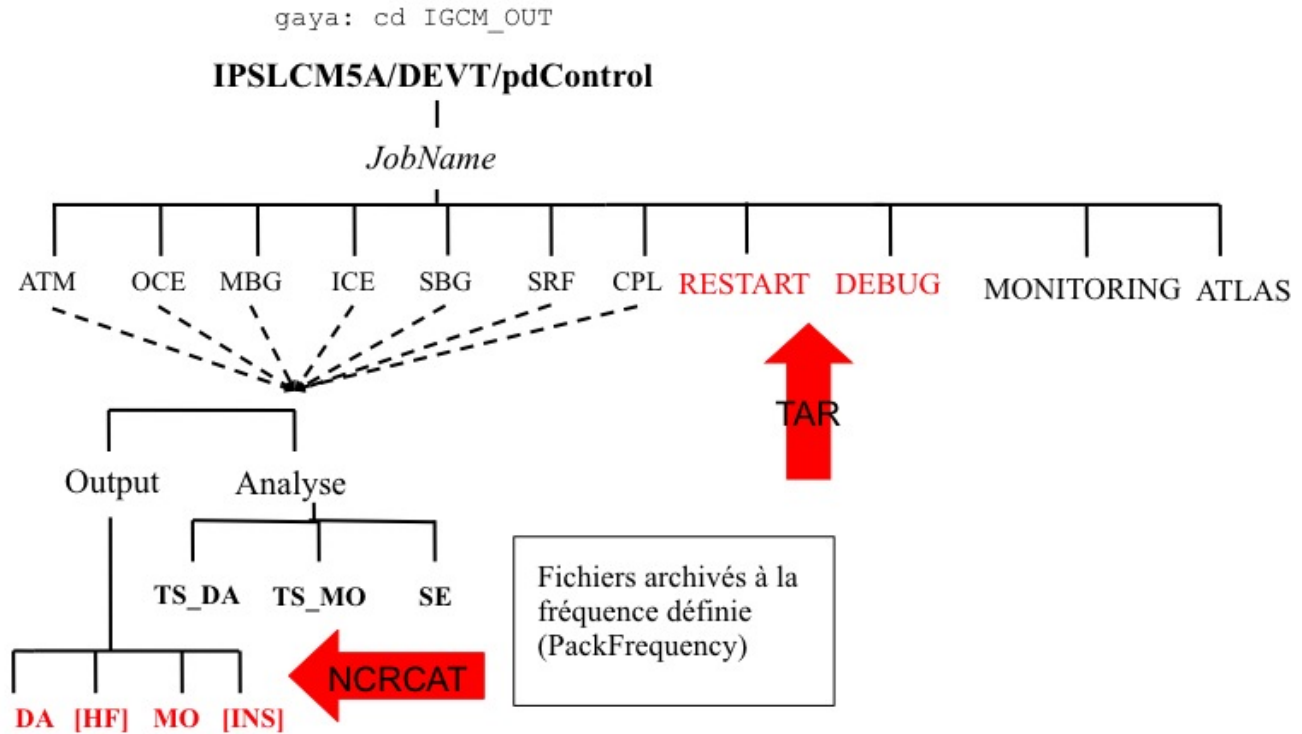 gaya: cd IGCM_OUT
IPSLCM5A/DEVT/pdControl
JobName
ATM OCE MBG ICE SBG SRF CPL RESTART DEBUG MONITORING ATLAS
TAR
Output Analyse
TS_DA TS_MO SE
Fichiers archivés à la
fréquence définie
(PackFrequency)
NCRCAT
DA [HF] MO [INS]